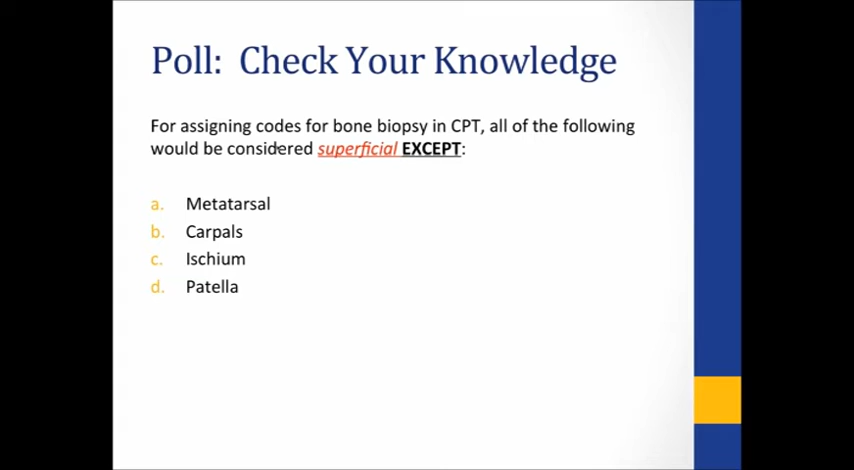 Poll:  Check Your Knowledge
For assigning codes for bone biopsy in CPT, all of the following
would be considered superficial EXCEPT:
a. Metatarsal
b. Carpals
c. Ischium
d. Patella